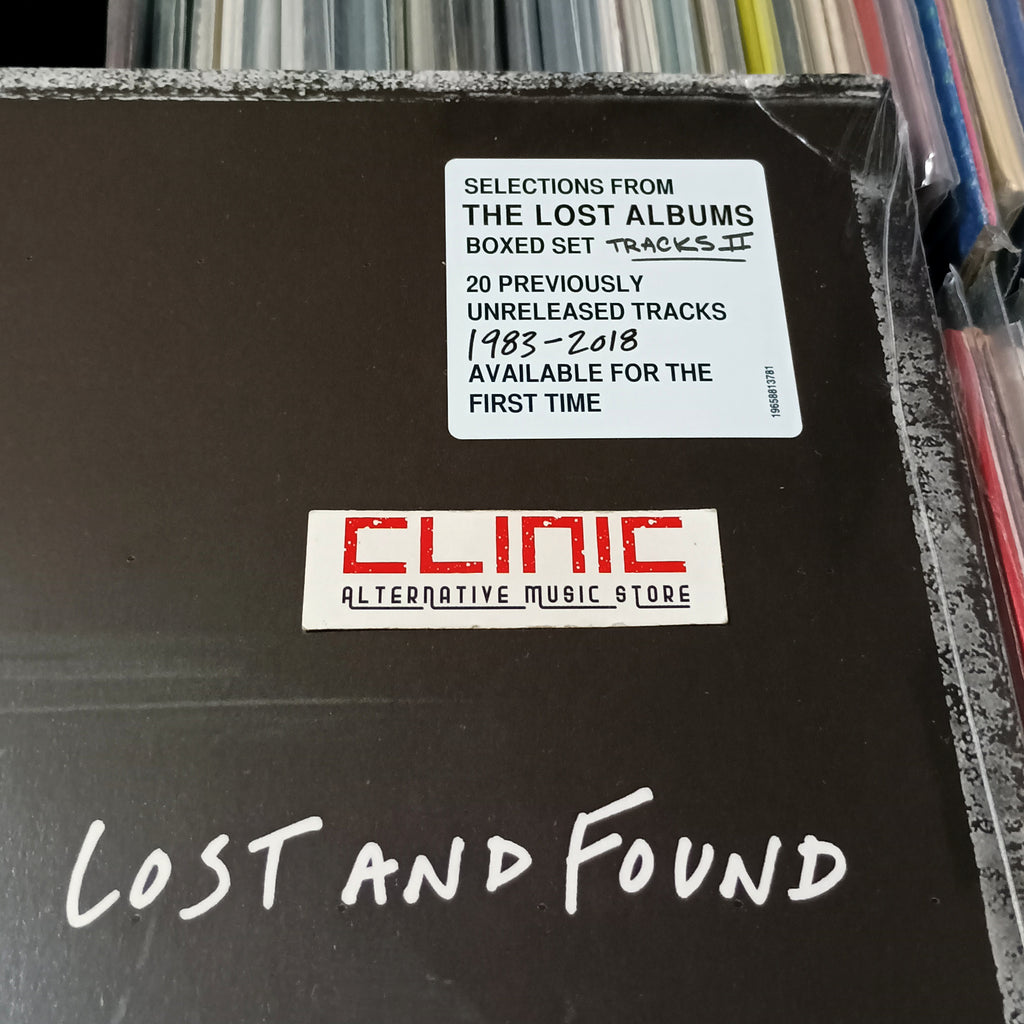 SELECTIONS FROM
THE LOST ALBUMS
BOXED SET TRACKS II
20 PREVIOUSLY
UNRELEASED TRACKS
1983-2018
AVAILABLE FOR THE
FIRST TIME
19658813781
CLINIC
ALTERNATIVE MUSIC STORE
LOST AND FOUND